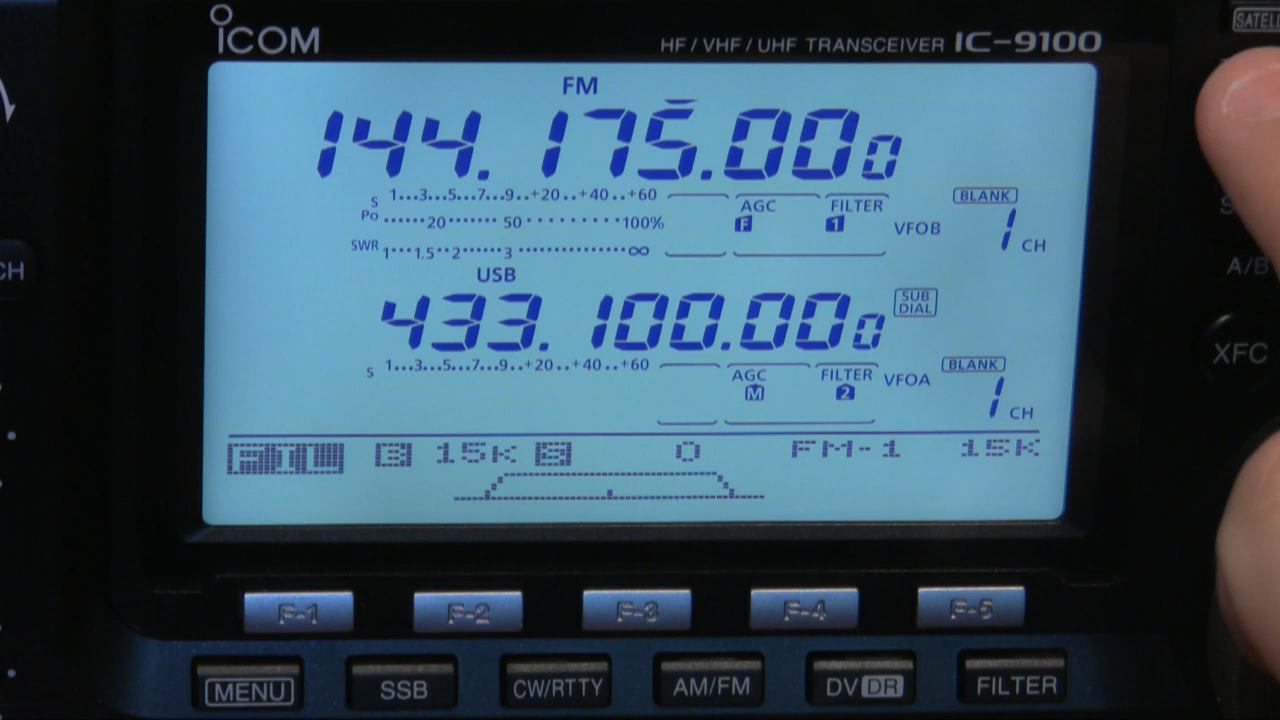 ICOM
HF / VHF / UHF TRANSCEIVER IC-9100
FM
144.175.000
S 1...3...5...7...9..+20..+40..+60
Po ......20.......50.........100%
SWR 1...1.5..2.......3..............∞
AGC F
FILTER 1
VFOB
BLANK
1 CH
USB
433.100.000
SUB DIAL
S 1...3...5...7...9..+20..+40..+60
AGC M
FILTER 2
VFOA
BLANK
1 CH
FIL B 15K S 0 FM-1 15K
F-1 F-2 F-3 F-4 F-5
MENU SSB CW/RTTY AM/FM DV DR FILTER
CH
A/B
XFC